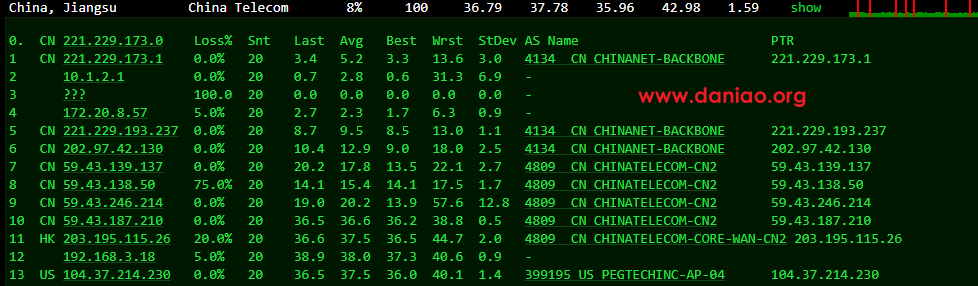 China, Jiangsu China Telecom 8% 100 36.79 37.78 35.96 42.98 1.59 show
0. CN 221.229.173.0 Loss% Snt Last Avg Best Wrst StDev AS Name PTR
1 CN 221.229.173.1 0.0% 20 3.4 5.2 3.3 13.6 3.0 4134 CN CHINANET-BACKBONE 221.229.173.1
2 10.1.2.1 0.0% 20 0.7 2.8 0.6 31.3 6.9 -
3 ??? 100.0 20 0.0 0.0 0.0 0.0 0.0 -
www.daniao.org
4 172.20.8.57 5.0% 20 2.7 2.3 1.7 6.3 0.9 -
5 CN 221.229.193.237 0.0% 20 8.7 9.5 8.5 13.0 1.1 4134 CN CHINANET-BACKBONE 221.229.193.237
6 CN 202.97.42.130 0.0% 20 10.4 12.9 9.0 18.0 2.5 4134 CN CHINANET-BACKBONE 202.97.42.130
7 CN 59.43.139.137 0.0% 20 20.2 17.8 13.5 22.1 2.7 4809 CN CHINATELECOM-CN2 59.43.139.137
8 CN 59.43.138.50 75.0% 20 14.1 15.4 14.1 17.5 1.7 4809 CN CHINATELECOM-CN2 59.43.138.50
9 CN 59.43.246.214 0.0% 20 19.0 20.2 13.9 57.6 12.8 4809 CN CHINATELECOM-CN2 59.43.246.214
10 CN 59.43.187.210 0.0% 20 36.5 36.6 36.2 38.8 0.5 4809 CN CHINATELECOM-CN2 59.43.187.210
11 HK 203.195.115.26 20.0% 20 36.6 37.5 36.5 44.7 2.0 4809 CN CHINATELECOM-CORE-WAN-CN2 203.195.115.26
12 192.168.3.18 5.0% 20 38.9 38.0 37.3 40.6 0.9 -
13 US 104.37.214.230 0.0% 20 36.5 37.5 36.0 40.1 1.4 399195 US PEGTECHINC-AP-04 104.37.214.230